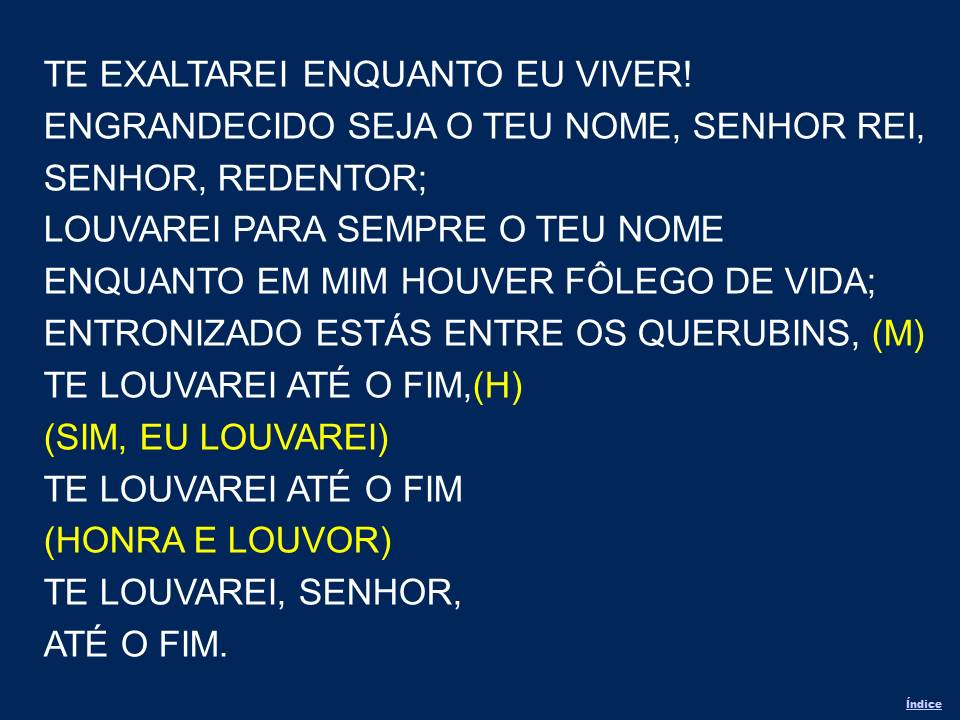 TE EXALTAREI ENQUANTO EU VIVER!
ENGRANDECIDO SEJA O TEU NOME, SENHOR REI,
SENHOR, REDENTOR;
LOUVAREI PARA SEMPRE O TEU NOME
ENQUANTO EM MIM HOUVER FÔLEGO DE VIDA;
ENTRONIZADO ESTÁS ENTRE OS QUERUBINS, (M)
TE LOUVAREI ATÉ O FIM,(H)
(SIM, EU LOUVAREI)
TE LOUVAREI ATÉ O FIM
(HONRA E LOUVOR)
TE LOUVAREI, SENHOR,
ATÉ O FIM.
Índice